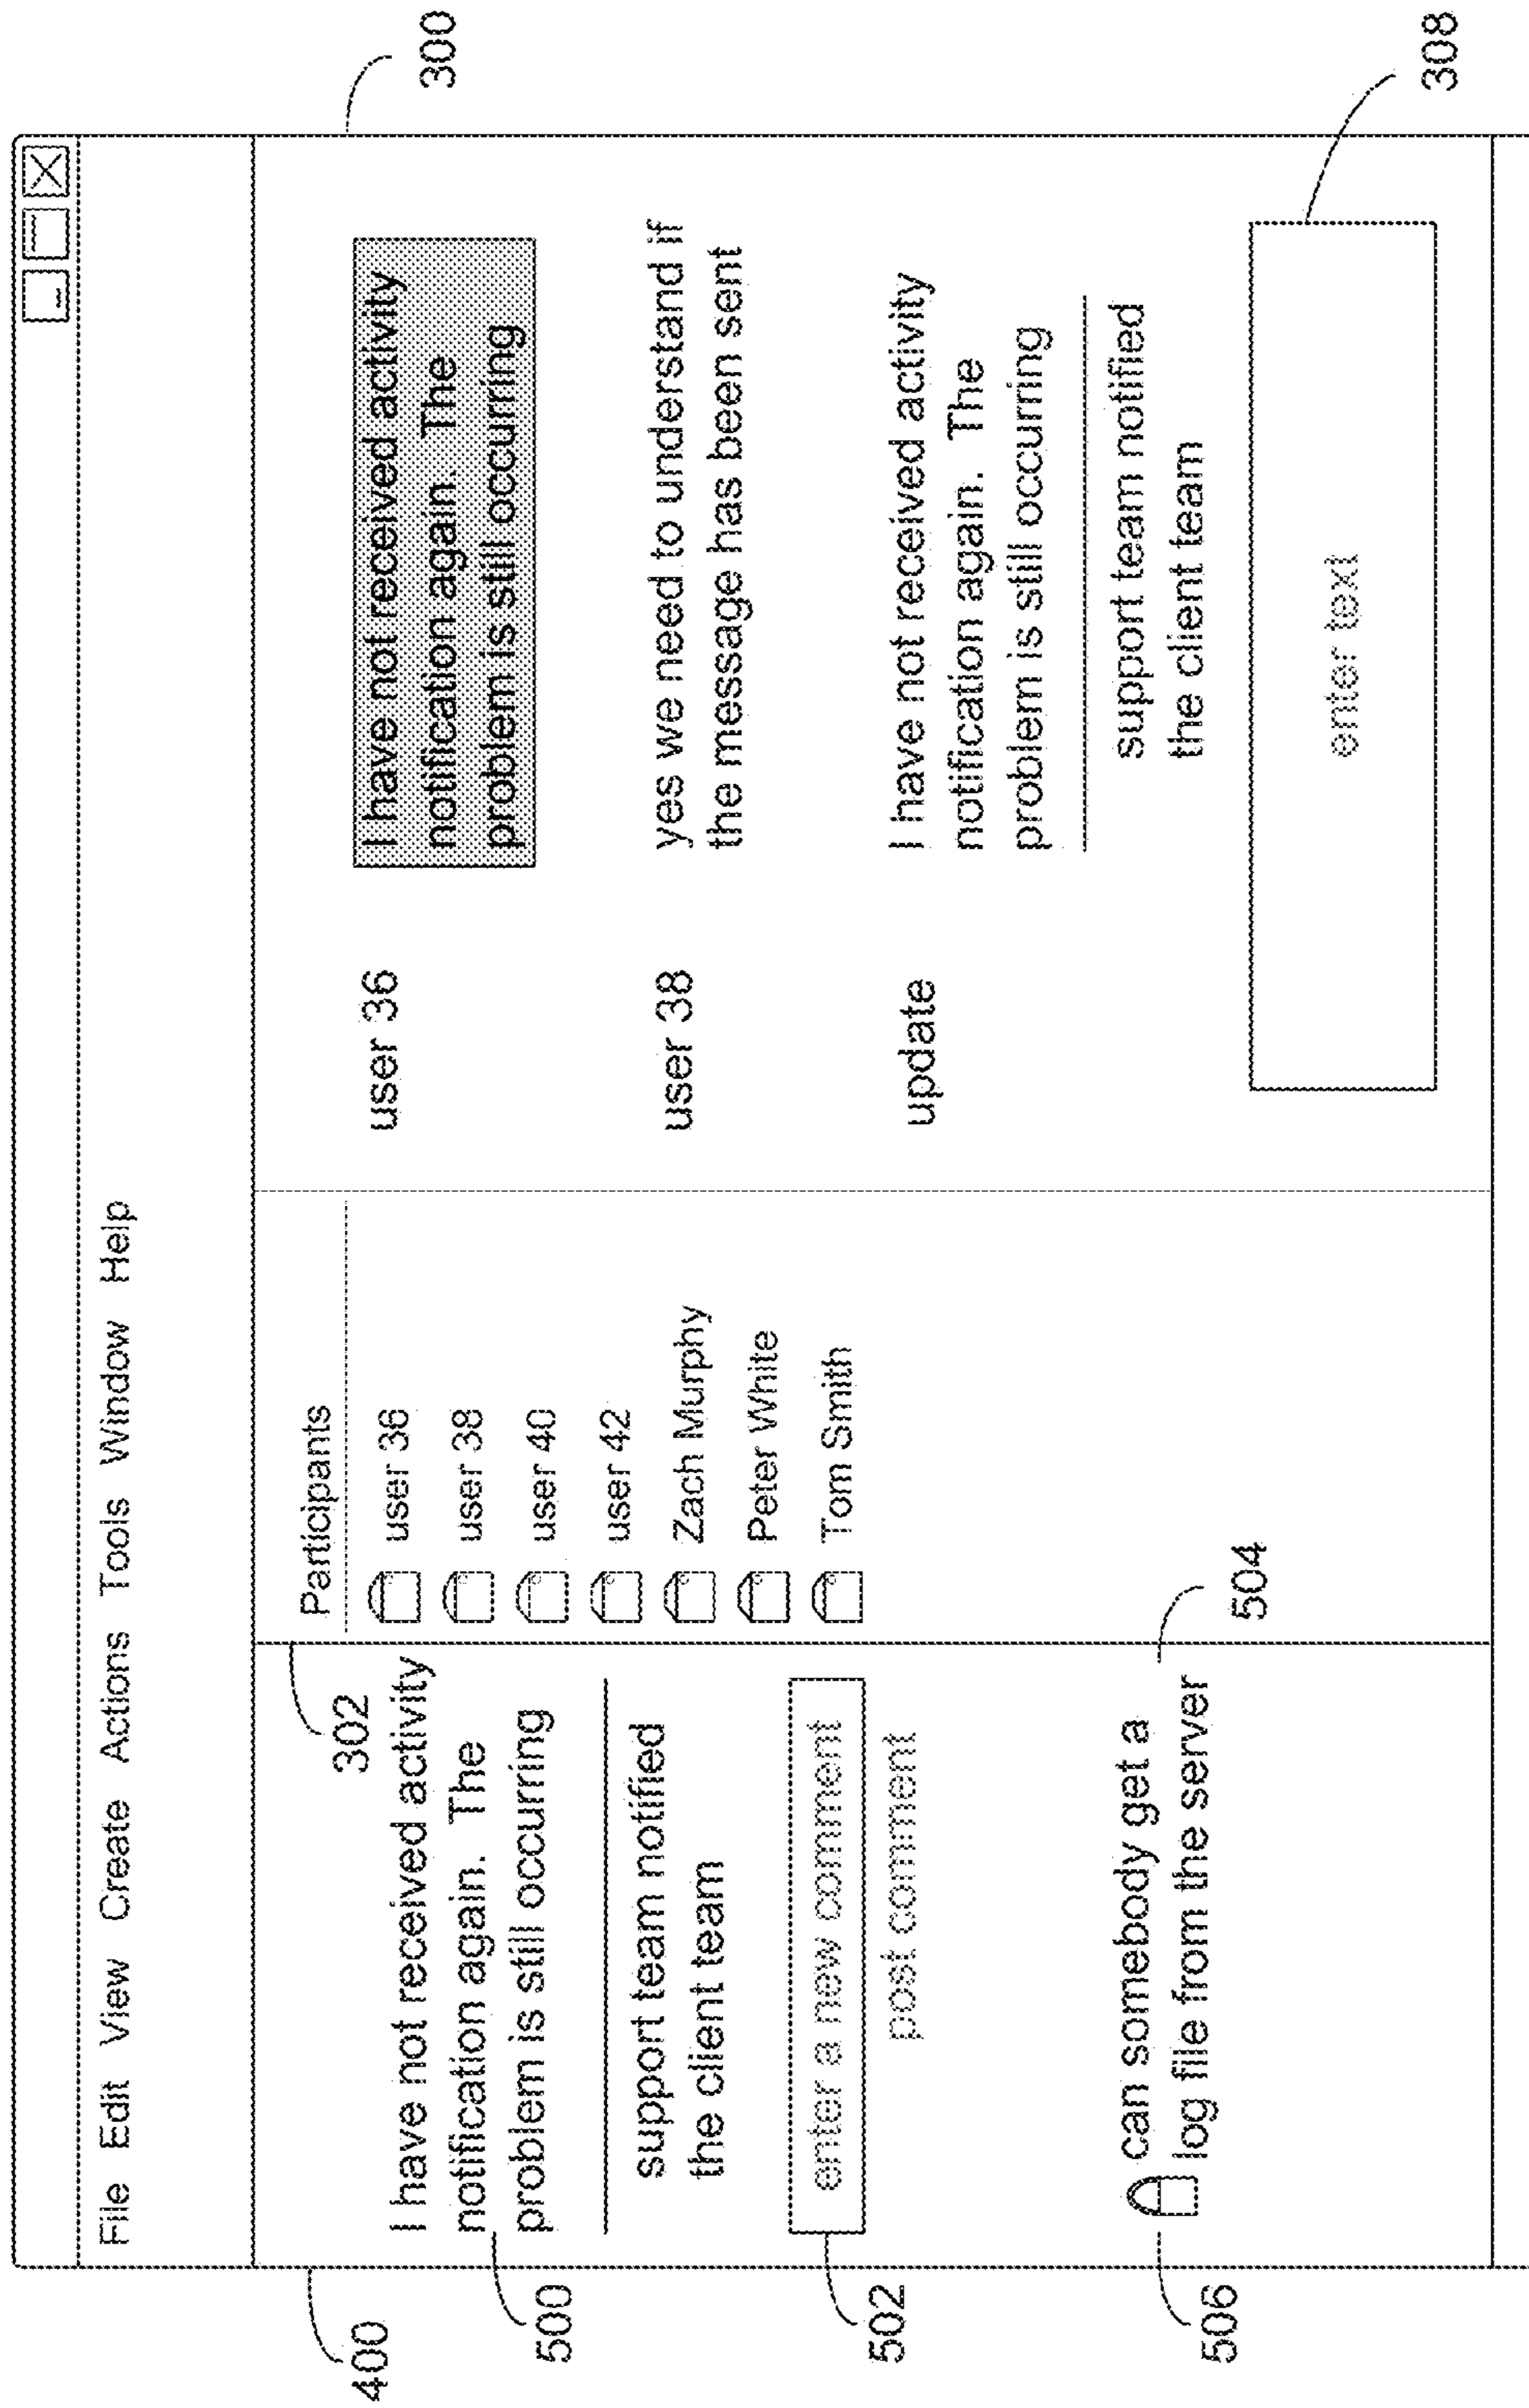 File Edit View Create Actions Tools Window Help
400
I have not received activity
notification again. The
problem is still occurring
500
support team notified
the client team
enter a new comment
502
post comment
can somebody get a
log file from the server
504
506
302
Participants
user 36
user 38
user 40
user 42
Zach Murphy
Peter White
Tom Smith
300
user 36
I have not received activity
notification again. The
problem is still occurring
user 38
yes we need to understand if
the message has been sent
update
I have not received activity
notification again. The
problem is still occurring
support team notified
the client team
enter text
308